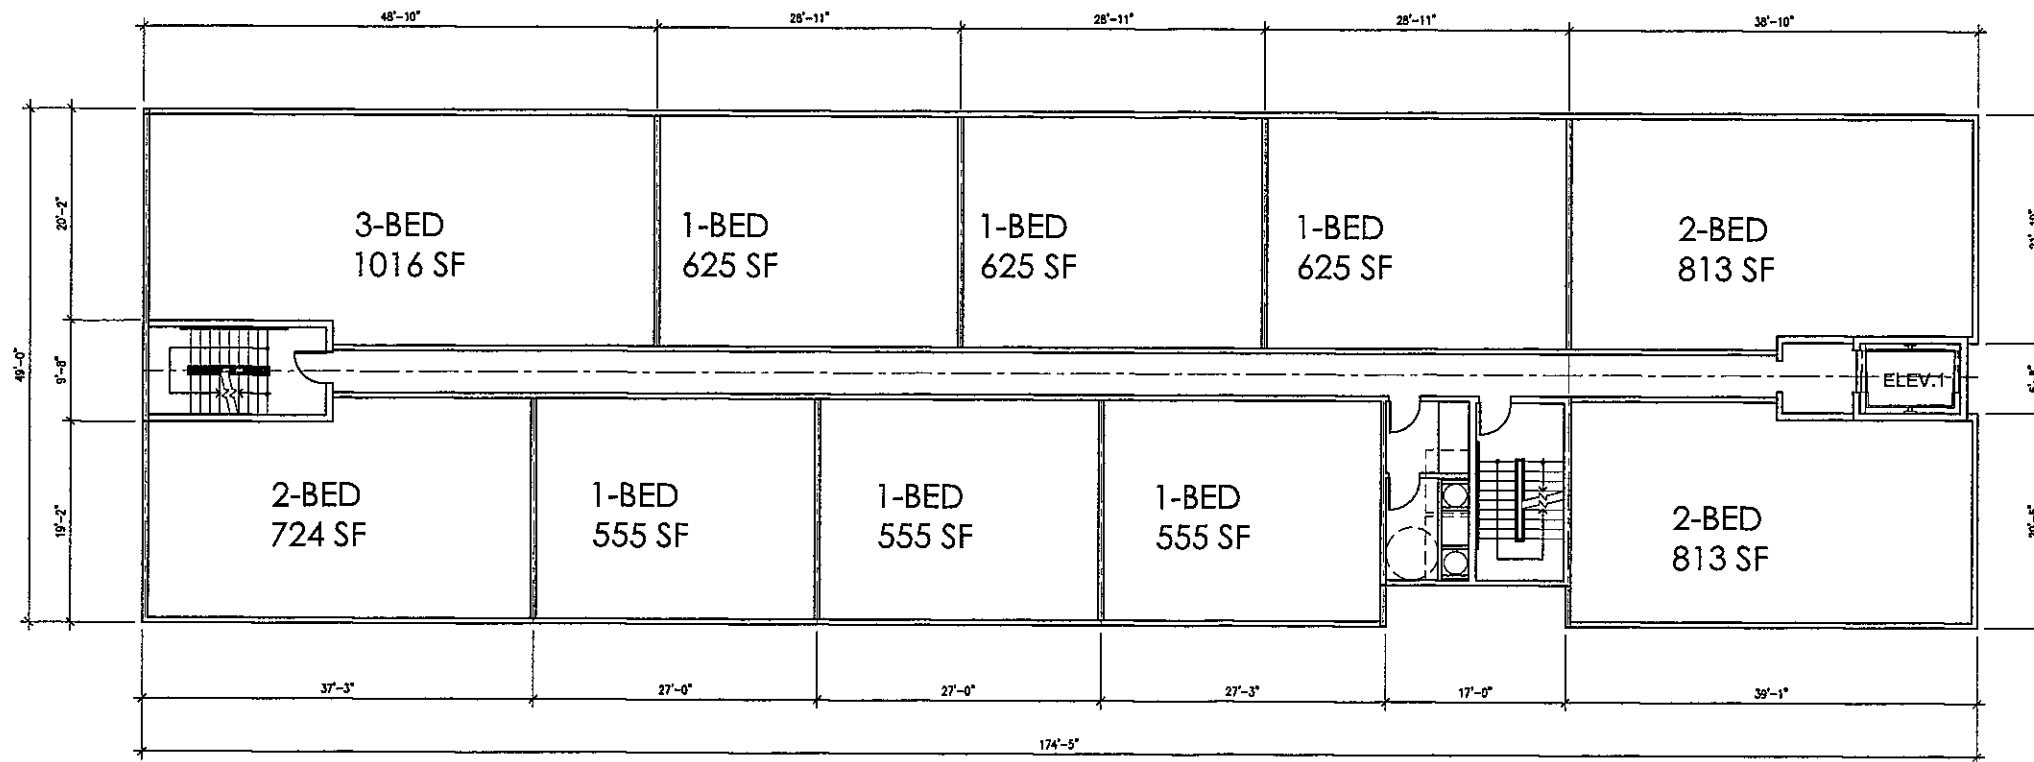 48'-10" 28'-11" 28'-11" 28'-11" 38'-10"
3-BED
1016 SF
1-BED
625 SF
1-BED
625 SF
1-BED
625 SF
2-BED
813 SF
20'-2"
9'-8"
19'-2"
49'-0"
ELEV.1
2-BED
724 SF
1-BED
555 SF
1-BED
555 SF
1-BED
555 SF
2-BED
813 SF
37'-3" 27'-0" 27'-0" 27'-3" 17'-0" 39'-1"
174'-5"